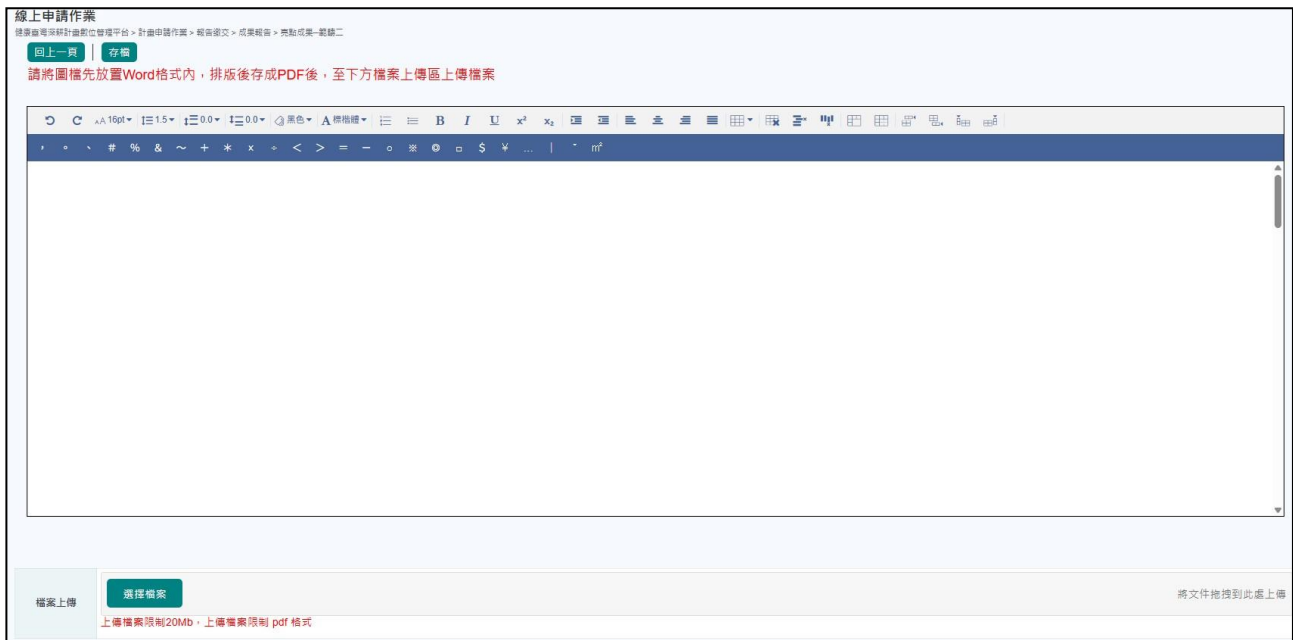 線上申請作業
健康臺灣深耕計畫數位管理平台 > 計畫申請作業 > 報告繳交 > 成果報告 > 亮點成果─範疇二
回上一頁 | 存檔
請將圖檔先放置Word格式內，排版後存成PDF後，至下方檔案上傳區上傳檔案
16pt 1.5 0.0 0.0 黑色 A 標楷體 B I U x² x₂
， 。 、 # % & ～ + * x ÷ < > = － ○ ※ ◎ □ $ ¥ … | ˇ ㎡
檔案上傳
選擇檔案
將文件拖拽到此處上傳
上傳檔案限制20Mb，上傳檔案限制 pdf 格式